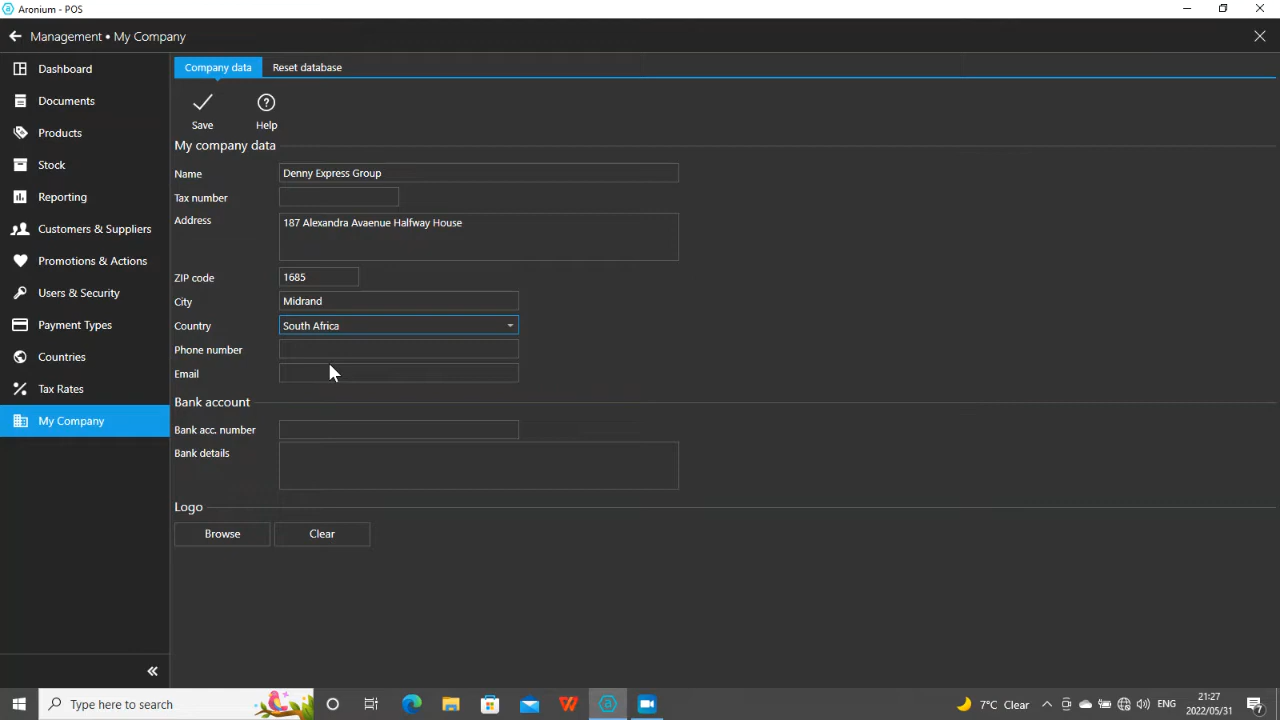 Aronium - POS
Management • My Company
Dashboard
Documents
Products
Stock
Reporting
Customers & Suppliers
Promotions & Actions
Users & Security
Payment Types
Countries
Tax Rates
My Company
Company data
Reset database
Save
Help
My company data
Name
Denny Express Group
Tax number
Address
187 Alexandra Avaenue Halfway House
ZIP code
1685
City
Midrand
Country
South Africa
Phone number
Email
Bank account
Bank acc. number
Bank details
Logo
Browse
Clear
Type here to search
7°C Clear
ENG
21:27
2022/05/31
7